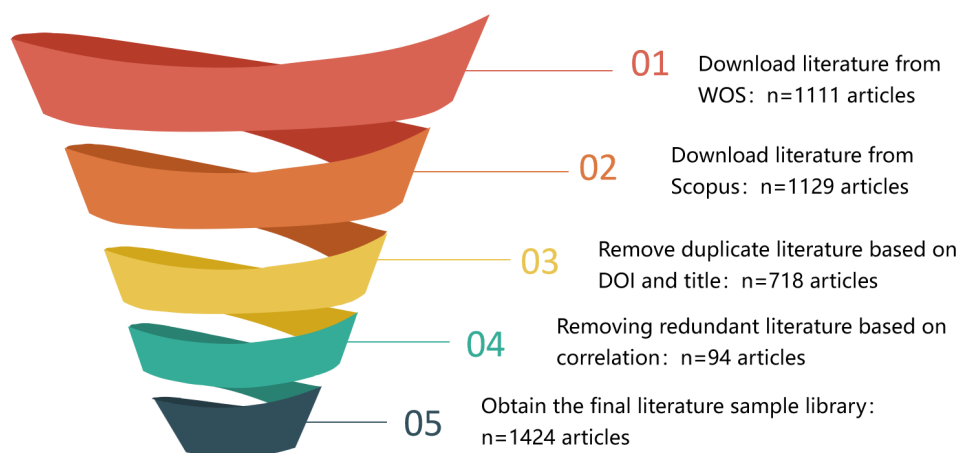 01
Download literature from
WOS：n=1111 articles
02
Download literature from
Scopus：n=1129 articles
03
Remove duplicate literature based on
DOI and title：n=718 articles
04
Removing redundant literature based on
correlation：n=94 articles
05
Obtain the final literature sample library：
n=1424 articles